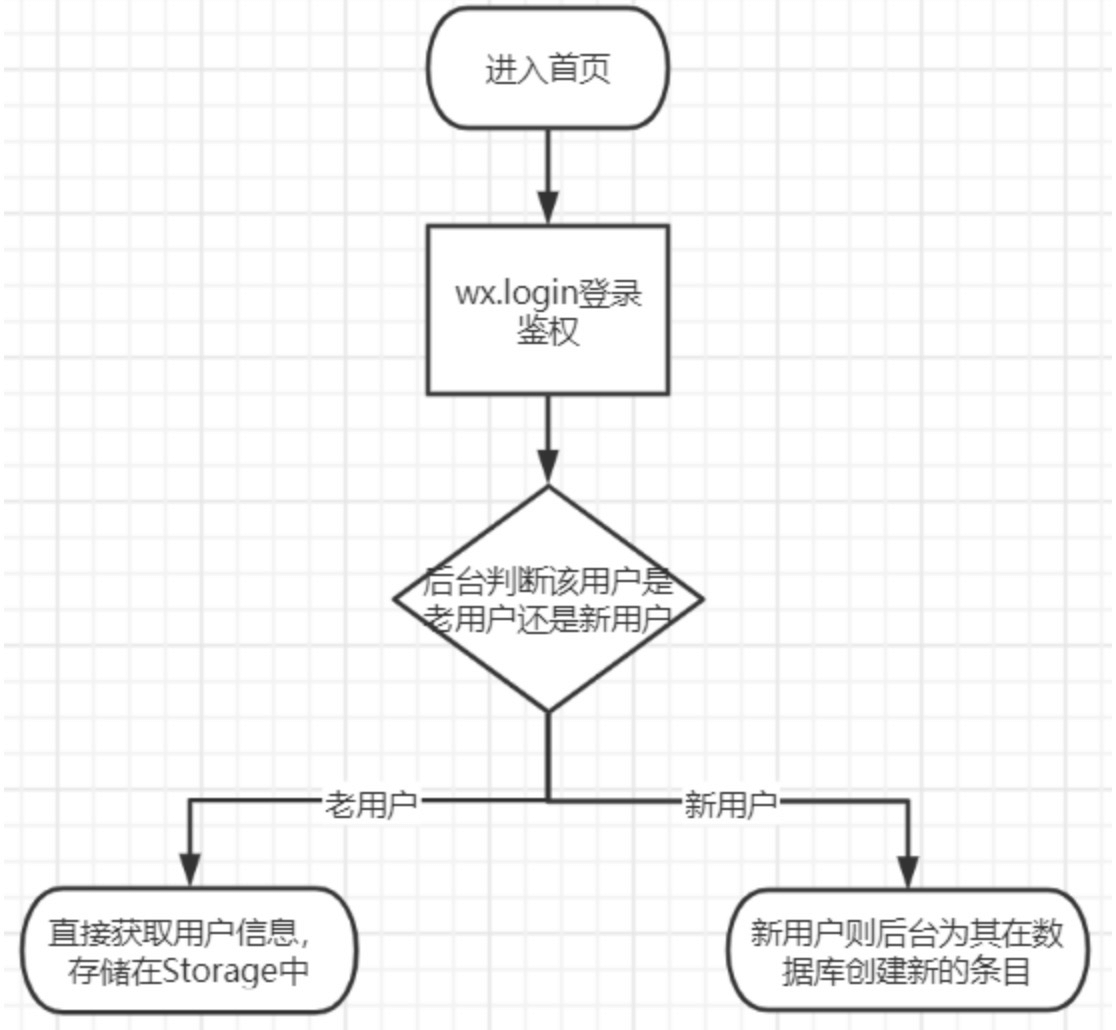 进入首页
wx.login登录
鉴权
后台判断该用户是
老用户还是新用户
老用户
新用户
直接获取用户信息，
存储在Storage中
新用户则后台为其在数
据库创建新的条目